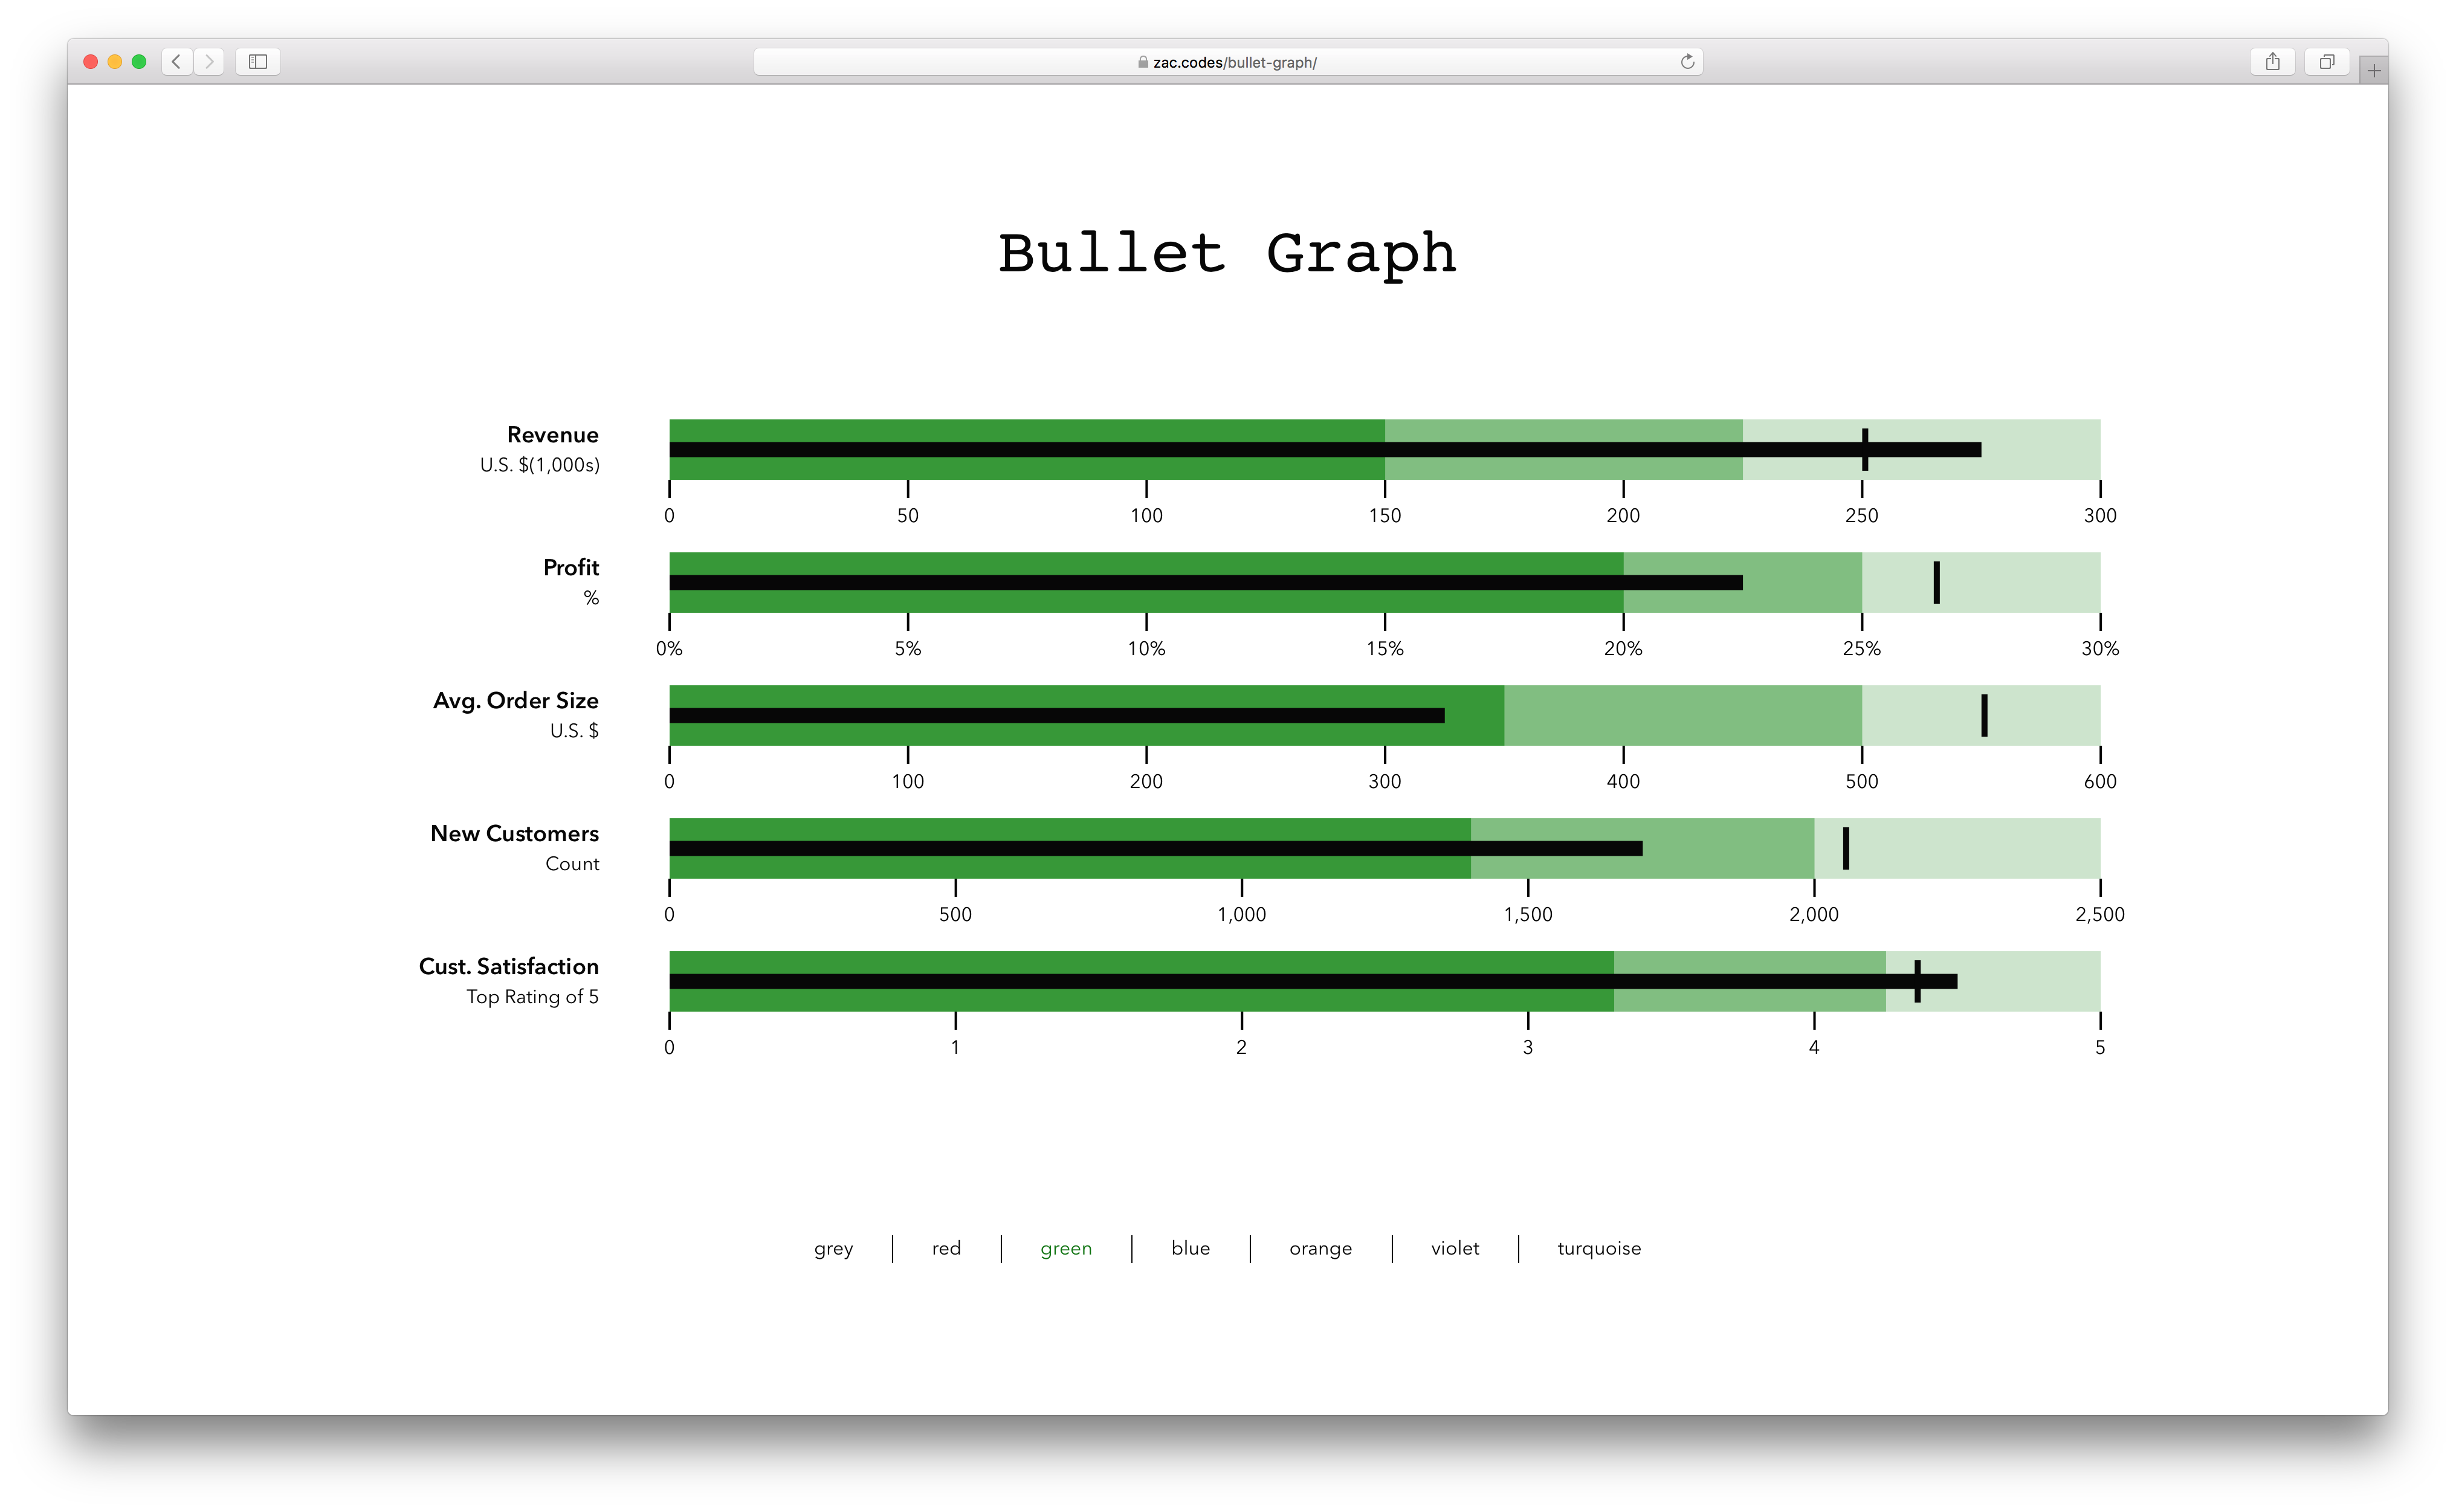 zac.codes/bullet-graph/
Bullet Graph
Revenue
U.S. $(1,000s)
0 50 100 150 200 250 300
Profit
%
0% 5% 10% 15% 20% 25% 30%
Avg. Order Size
U.S. $
0 100 200 300 400 500 600
New Customers
Count
0 500 1,000 1,500 2,000 2,500
Cust. Satisfaction
Top Rating of 5
0 1 2 3 4 5
grey red green blue orange violet turquoise